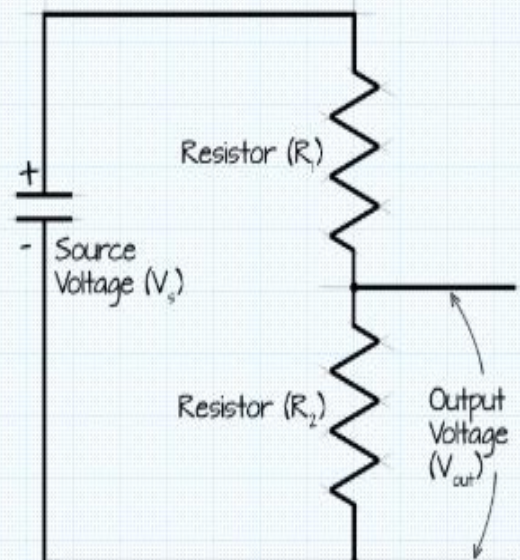 Resistor (R₁)
+
-
Source
Voltage (Vₛ)
Resistor (R₂)
Output
Voltage
(Vout)